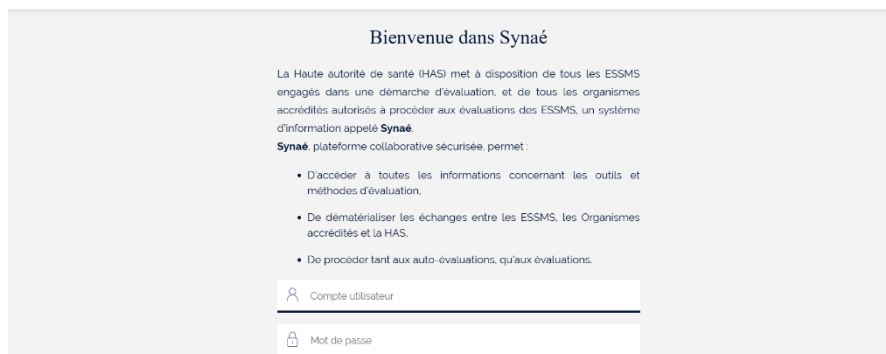 Bienvenue dans Synaé
La Haute autorité de santé (HAS) met à disposition de tous les ESSMS
engagés dans une démarche d'évaluation, et de tous les organismes
accrédités autorisés à procéder aux évaluations des ESSMS, un système
d'information appelé Synaé.
Synaé, plateforme collaborative sécurisée, permet :
• D'accéder à toutes les informations concernant les outils et
méthodes d'évaluation,
• De dématérialiser les échanges entre les ESSMS, les Organismes
accrédités et la HAS,
• De procéder tant aux auto-évaluations, qu'aux évaluations.
Compte utilisateur
Mot de passe